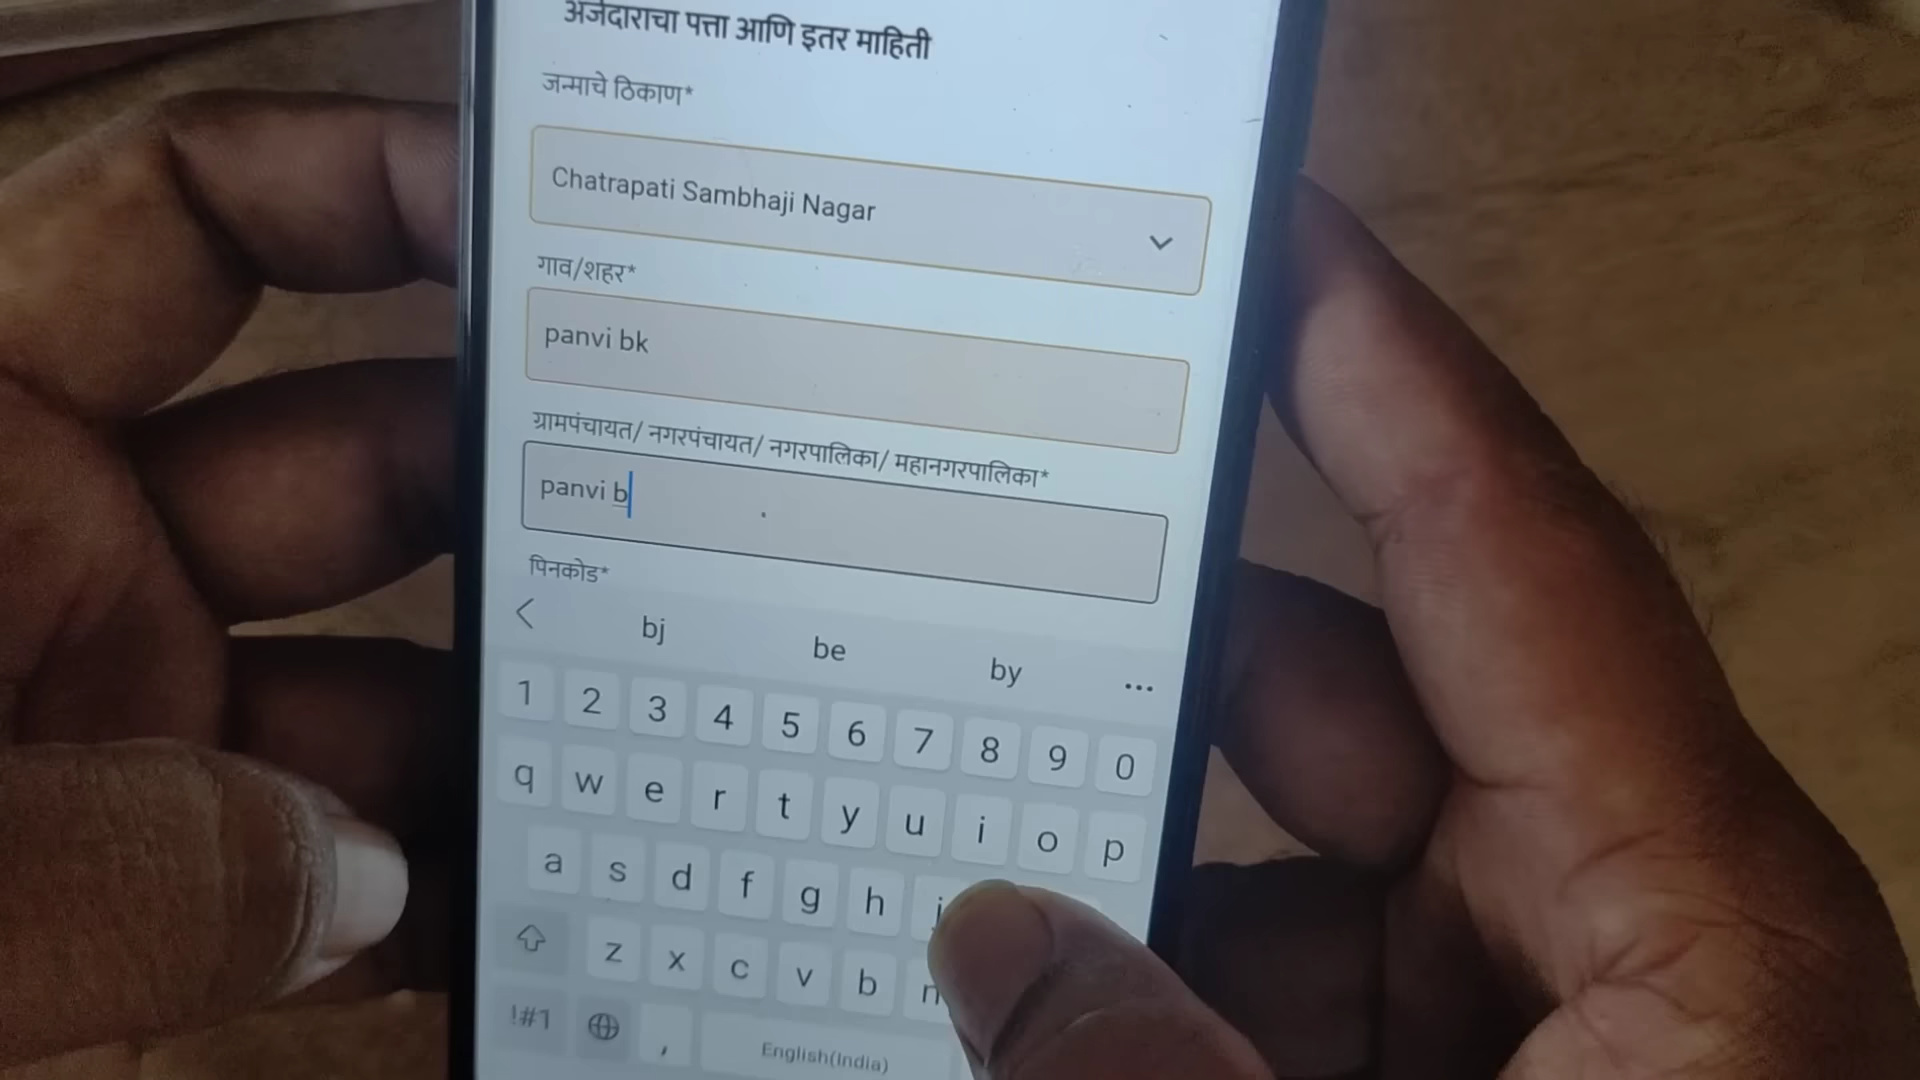 अर्जदाराचा पत्ता आणि इतर माहिती
जन्माचे ठिकाण*
Chatrapati Sambhaji Nagar
गाव/शहर*
panvi bk
ग्रामपंचायत/ नगरपंचायत/ नगरपालिका/ महानगरपालिका*
panvi b
पिनकोड*
bj be by ...
1 2 3 4 5 6 7 8 9 0
q w e r t y u i o p
a s d f g h j
z x c v b n
!#1 , English(India)